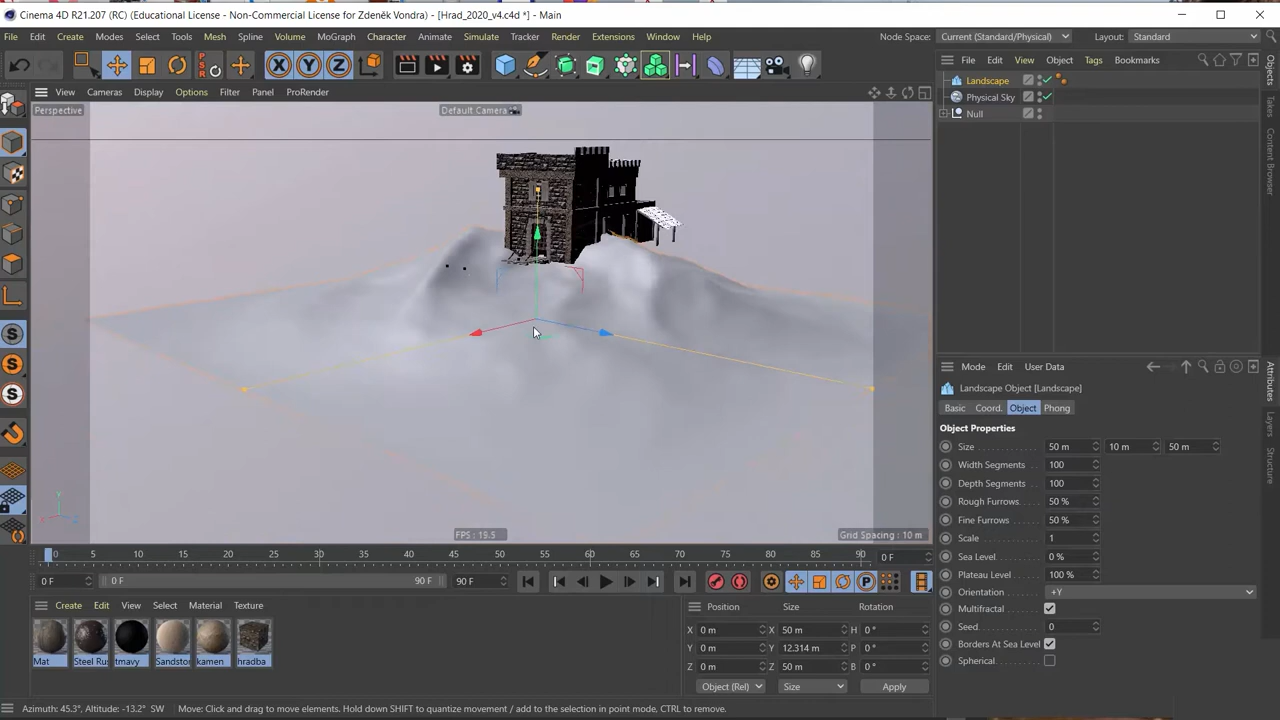 Cinema 4D R21.207 (RC) (Educational License - Non-Commercial License for Zdeněk Vondra) - [Hrad_2020_v4.c4d *] - Main
File Edit Create Modes Select Tools Mesh Spline Volume MoGraph Character Animate Simulate Tracker Render Extensions Window Help Node Space: Current (Standard/Physical) Layout: Standard
View Cameras Display Options Filter Panel ProRender
File Edit View Object Tags Bookmarks
Perspective
Default Camera
Landscape
Physical Sky
Null
Objects
Takes
Content Browser
Mode Edit User Data
Landscape Object [Landscape]
Basic Coord. Object Phong
Object Properties
Size 50 m 10 m 50 m
Width Segments 100
Depth Segments 100
Rough Furrows 50 %
Fine Furrows 50 %
Scale 1
Sea Level 0 %
Plateau Level 100 %
Orientation +Y
Multifractal
Seed 0
Borders At Sea Level
Spherical
Attributes
Layers
Structure
FPS : 19.5
Grid Spacing : 10 m
0 5 10 15 20 25 30 35 40 45 50 55 60 65 70 75 80 85 90 0 F
0 F 0 F 90 F 90 F
Create Edit View Select Material Texture
Mat Steel Ru tmavy Sandsto kamen hradba
Position Size Rotation
X 0 m X 50 m H 0 °
Y 0 m Y 12.314 m P 0 °
Z 0 m Z 50 m B 0 °
Object (Rel) Size Apply
Azimuth: 45.3°, Altitude: -13.2° SW Move: Click and drag to move elements. Hold down SHIFT to quantize movement / add to the selection in point mode, CTRL to remove.